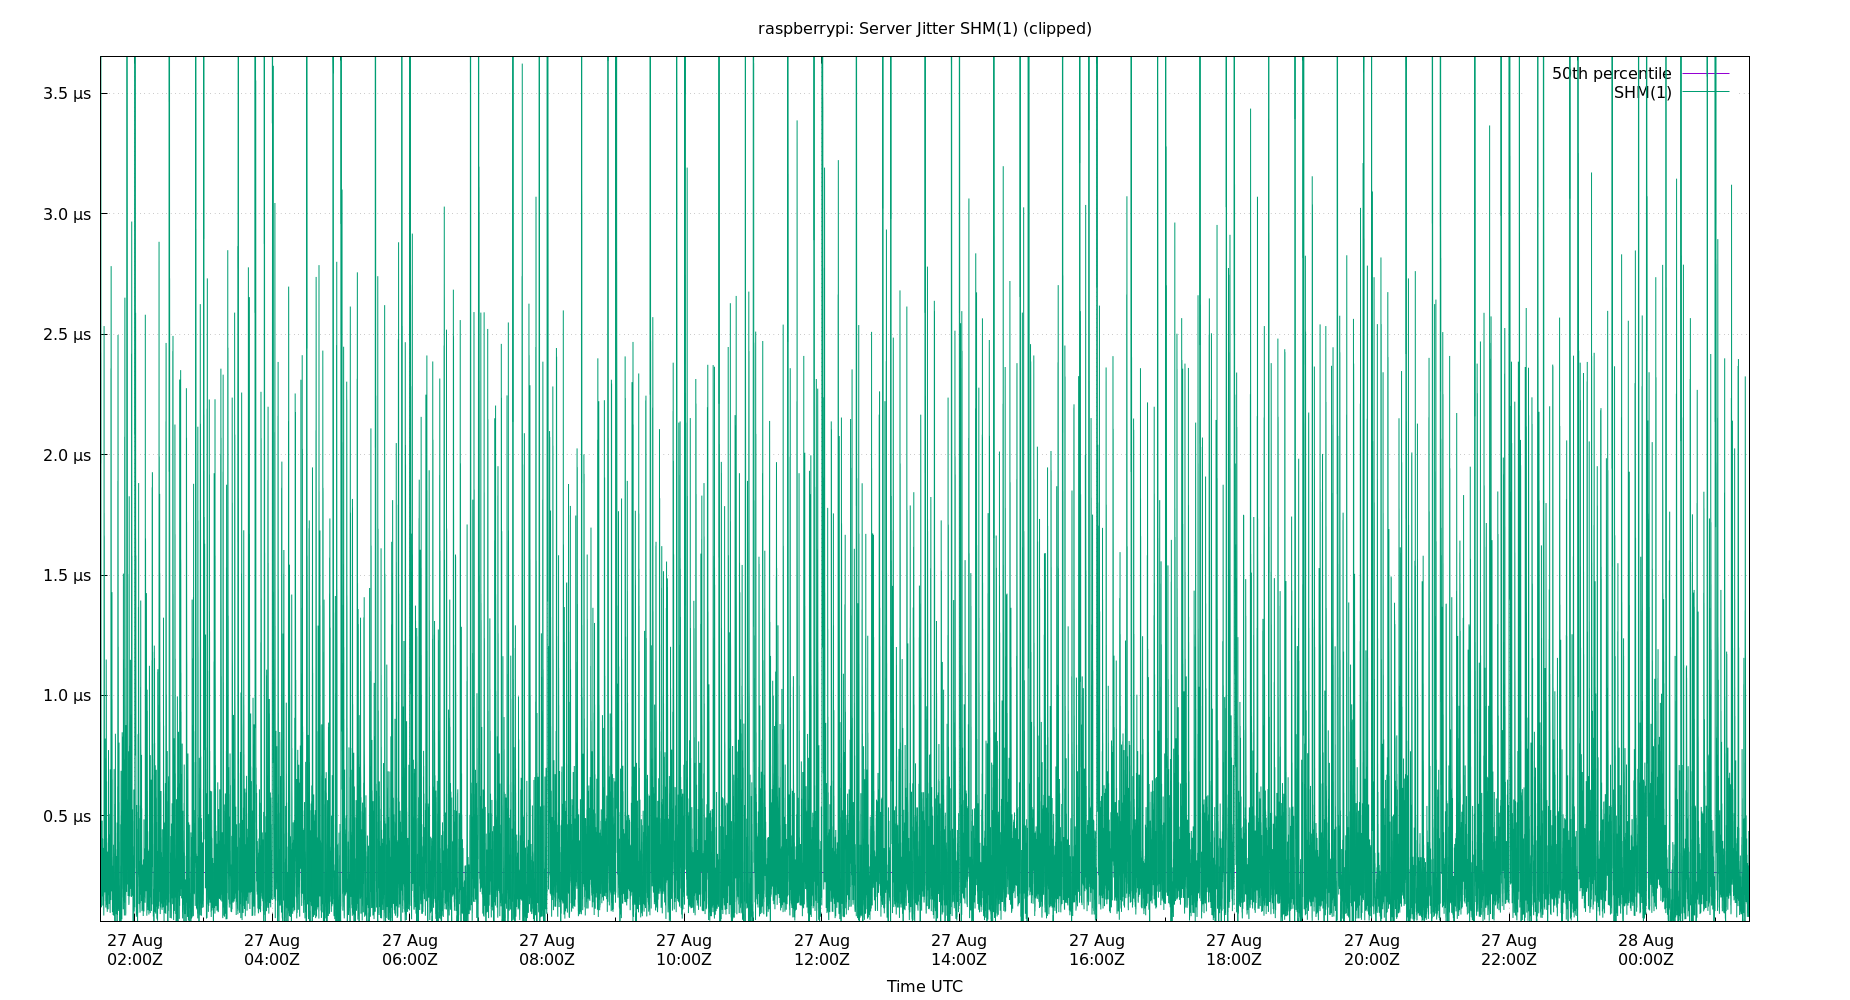 raspberrypi: Server Jitter SHM(1) (clipped)
50th percentile
SHM(1)
3.5 µs
3.0 µs
2.5 µs
2.0 µs
1.5 µs
1.0 µs
0.5 µs
27 Aug 27 Aug 27 Aug 27 Aug 27 Aug 27 Aug 27 Aug 27 Aug 27 Aug 27 Aug 27 Aug 28 Aug
02:00Z 04:00Z 06:00Z 08:00Z 10:00Z 12:00Z 14:00Z 16:00Z 18:00Z 20:00Z 22:00Z 00:00Z
Time UTC